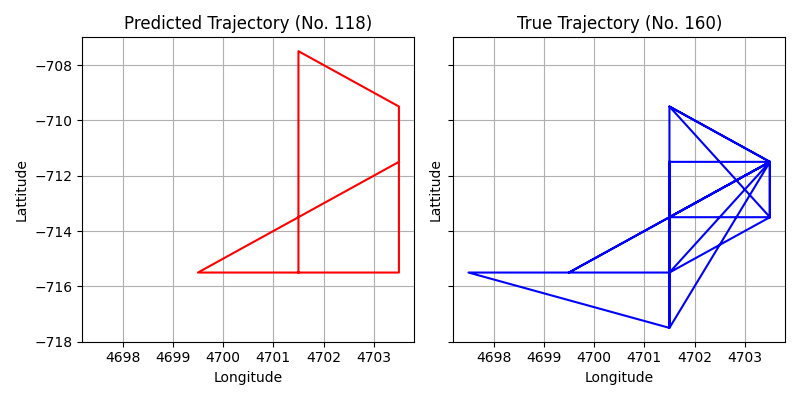 Predicted Trajectory (No. 118)
Lattitude
−708
−710
−712
−714
−716
−718
4698 4699 4700 4701 4702 4703
Longitude
True Trajectory (No. 160)
Lattitude
4698 4699 4700 4701 4702 4703
Longitude